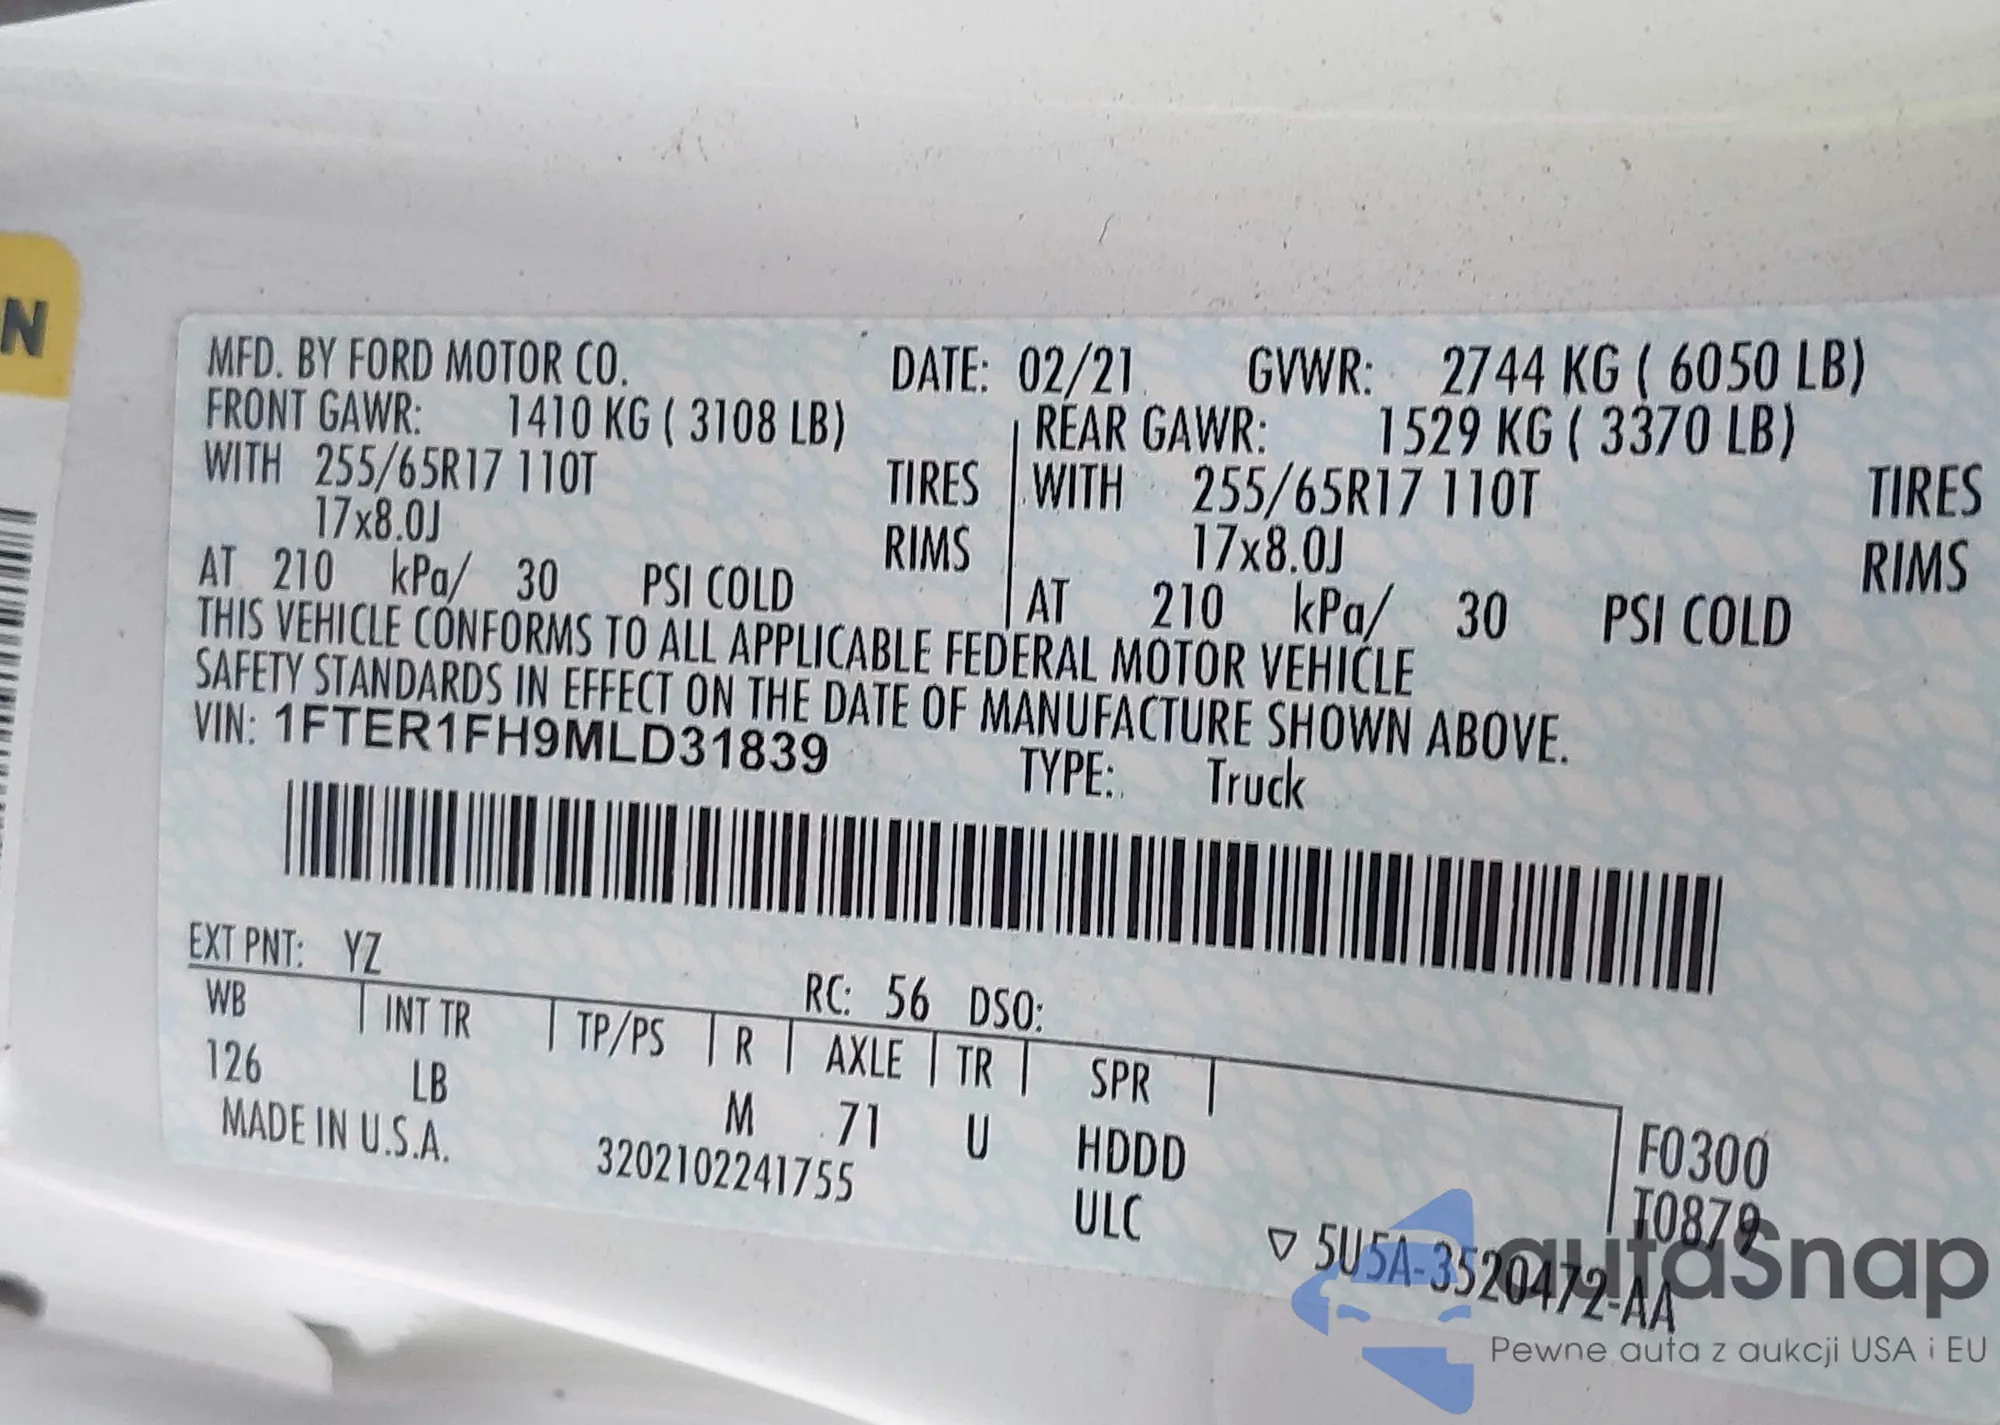 N
MFD. BY FORD MOTOR CO. DATE: 02/21 GVWR: 2744 KG ( 6050 LB)
FRONT GAWR: 1410 KG ( 3108 LB) REAR GAWR: 1529 KG ( 3370 LB)
WITH 255/65R17 110T TIRES WITH 255/65R17 110T TIRES
17x8.0J RIMS 17x8.0J RIMS
AT 210 kPa/ 30 PSI COLD AT 210 kPa/ 30 PSI COLD
THIS VEHICLE CONFORMS TO ALL APPLICABLE FEDERAL MOTOR VEHICLE
SAFETY STANDARDS IN EFFECT ON THE DATE OF MANUFACTURE SHOWN ABOVE.
VIN: 1FTER1FH9MLD31839 TYPE: Truck
EXT PNT: YZ RC: 56 DSO:
WB INT TR TP/PS R AXLE TR SPR
126 LB M 71 U HDDD F0300
MADE IN U.S.A. 3202102241755 ULC T0879
▽ 5U5A-3520472-AA
autaSnap
Pewne auta z aukcji USA i EU